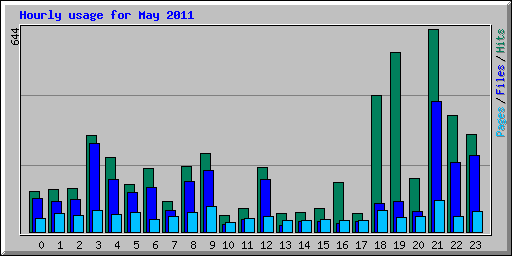 Hourly usage for May 2011
644
Pages/Files/Hits
0 1 2 3 4 5 6 7 8 9 10 11 12 13 14 15 16 17 18 19 20 21 22 23